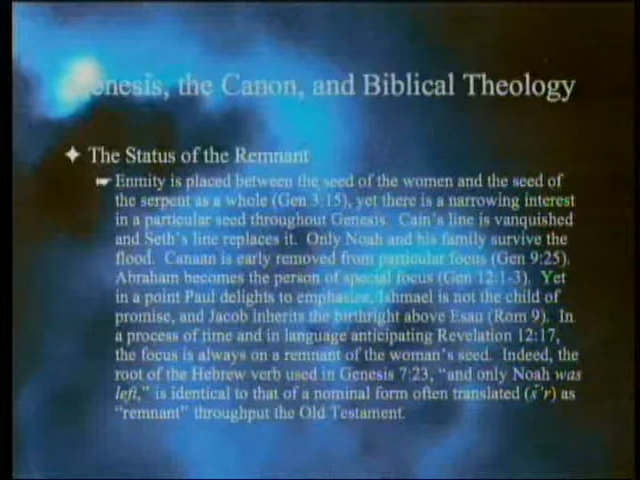 Genesis, the Canon, and Biblical Theology
The Status of the Remnant
Enmity is placed between the seed of the women and the seed of
the serpent as a whole (Gen 3:15), yet there is a narrowing interest
in a particular seed throughout Genesis. Cain's line is vanquished
and Seth's line replaces it. Only Noah and his family survive the
flood. Canaan is early removed from particular focus (Gen 9:25).
Abraham becomes the person of special focus (Gen 12:1-3). Yet
in a point Paul delights to emphasize, Ishmael is not the child of
promise, and Jacob inherits the birthright above Esau (Rom 9). In
a process of time and in language anticipating Revelation 12:17,
the focus is always on a remnant of the woman's seed. Indeed, the
root of the Hebrew verb used in Genesis 7:23, “and only Noah was
left,” is identical to that of a nominal form often translated (š'r) as
“remnant” throughput the Old Testament.